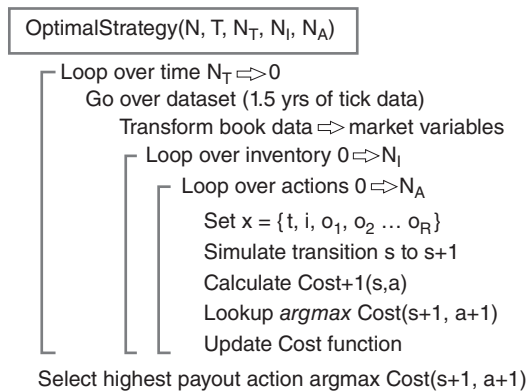 OptimalStrategy(N, T, N_T, N_I, N_A)
Loop over time N_T ⇨ 0
Go over dataset (1.5 yrs of tick data)
Transform book data ⇨ market variables
Loop over inventory 0 ⇨ N_I
Loop over actions 0 ⇨ N_A
Set x = {t, i, o_1, o_2 … o_R}
Simulate transition s to s+1
Calculate Cost+1(s,a)
Lookup argmax Cost(s+1, a+1)
Update Cost function
Select highest payout action argmax Cost(s+1, a+1)